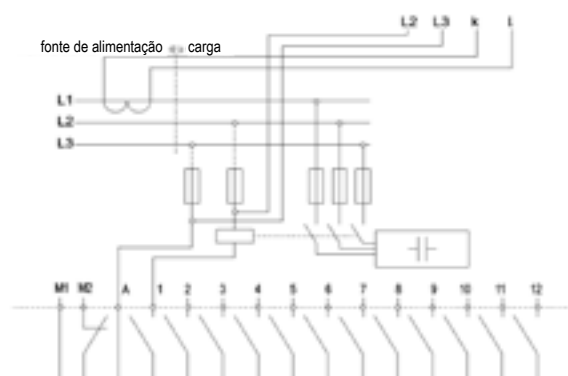 L2 L3 k l
fonte de alimentação carga
L1
L2
L3
M1 M2 A 1 2 3 4 5 6 7 8 9 10 11 12